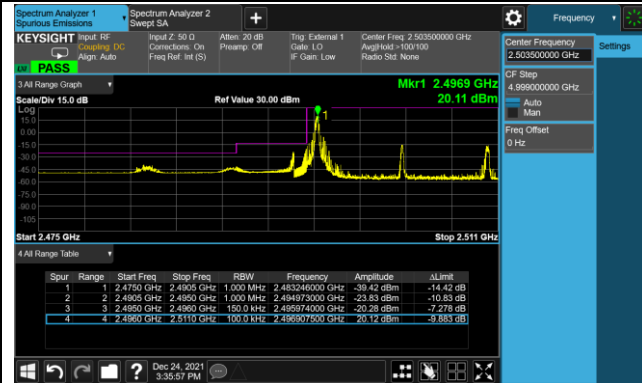 Spectrum Analyzer 1
Spurious Emissions
Spectrum Analyzer 2
Swept SA
Frequency
KEYSIGHT
Input: RF
Coupling: DC
Align: Auto
Input Z: 50 Ω
Corrections: On
Freq Ref: Int (S)
Atten: 20 dB
Preamp: Off
Trig: External 1
Gate: LO
IF Gain: Low
Center Freq: 2.503500000 GHz
Avg|Hold >100/100
Radio Std: None
PASS
Center Frequency
2.503500000 GHz
Settings
CF Step
4.999000000 GHz
Auto
Man
Freq Offset
0 Hz
3 All Range Graph
Mkr1 2.4969 GHz
20.11 dBm
Scale/Div 15.0 dB
Ref Value 30.00 dBm
Log
15.0
0.00
-15.0
-30.0
-45.0
-60.0
-75.0
-90.0
-105
1
Start 2.475 GHz
Stop 2.511 GHz
4 All Range Table
Spur Range Start Freq Stop Freq RBW Frequency Amplitude ΔLimit
1 1 2.4750 GHz 2.4905 GHz 1.000 MHz 2.483246000 GHz -39.42 dBm -14.42 dB
2 2 2.4905 GHz 2.4950 GHz 1.000 MHz 2.494973000 GHz -23.83 dBm -10.83 dB
3 3 2.4950 GHz 2.4960 GHz 150.0 kHz 2.495974000 GHz -20.28 dBm -7.278 dB
4 4 2.4960 GHz 2.5110 GHz 100.0 kHz 2.496907500 GHz 20.12 dBm -9.883 dB
?
Dec 24, 2021
3:35:57 PM